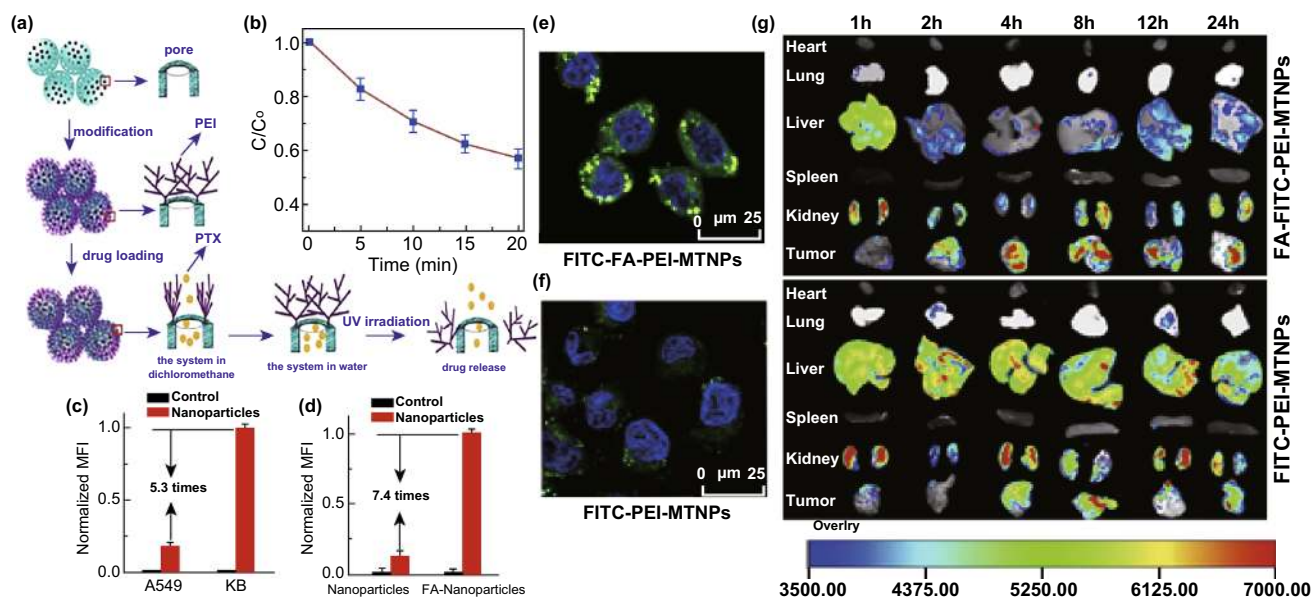 (a)
pore
modification
PEI
drug loading
PTX
UV irradiation
the system in
dichloromethane
the system in water
drug release
(b)
C/Co
1.0
0.8
0.6
0.4
0 5 10 15 20
Time (min)
(c)
Control
Nanoparticles
Normalized MFI
1.0
0.5
0.0
5.3 times
A549 KB
(d)
Control
Nanoparticles
Normalized MFI
1.0
0.5
0.0
7.4 times
Nanoparticles FA-Nanoparticles
(e)
0 µm 25
FITC-FA-PEI-MTNPs
(f)
0 µm 25
FITC-PEI-MTNPs
(g)
1h 2h 4h 8h 12h 24h
Heart
Lung
Liver
Spleen
Kidney
Tumor
FA-FITC-PEI-MTNPs
Heart
Lung
Liver
Spleen
Kidney
Tumor
FITC-PEI-MTNPs
Overlry
3500.00 4375.00 5250.00 6125.00 7000.00